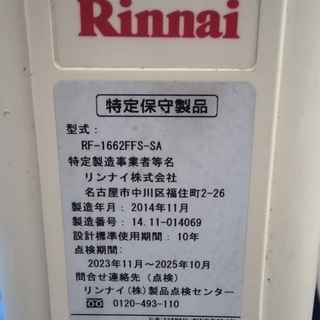 Rinnai
特定保守製品
型式:
RF-1662FFS-SA
特定製造事業者等名
リンナイ株式会社
名古屋市中川区福住町2-26
製造年月: 2014年11月
製造番号: 14.11-014069
設計標準使用期間: 10年
点検期間:
2023年11月〜2025年10月
問合せ連絡先(点検)
リンナイ(株)製品点検センター
0120-493-110